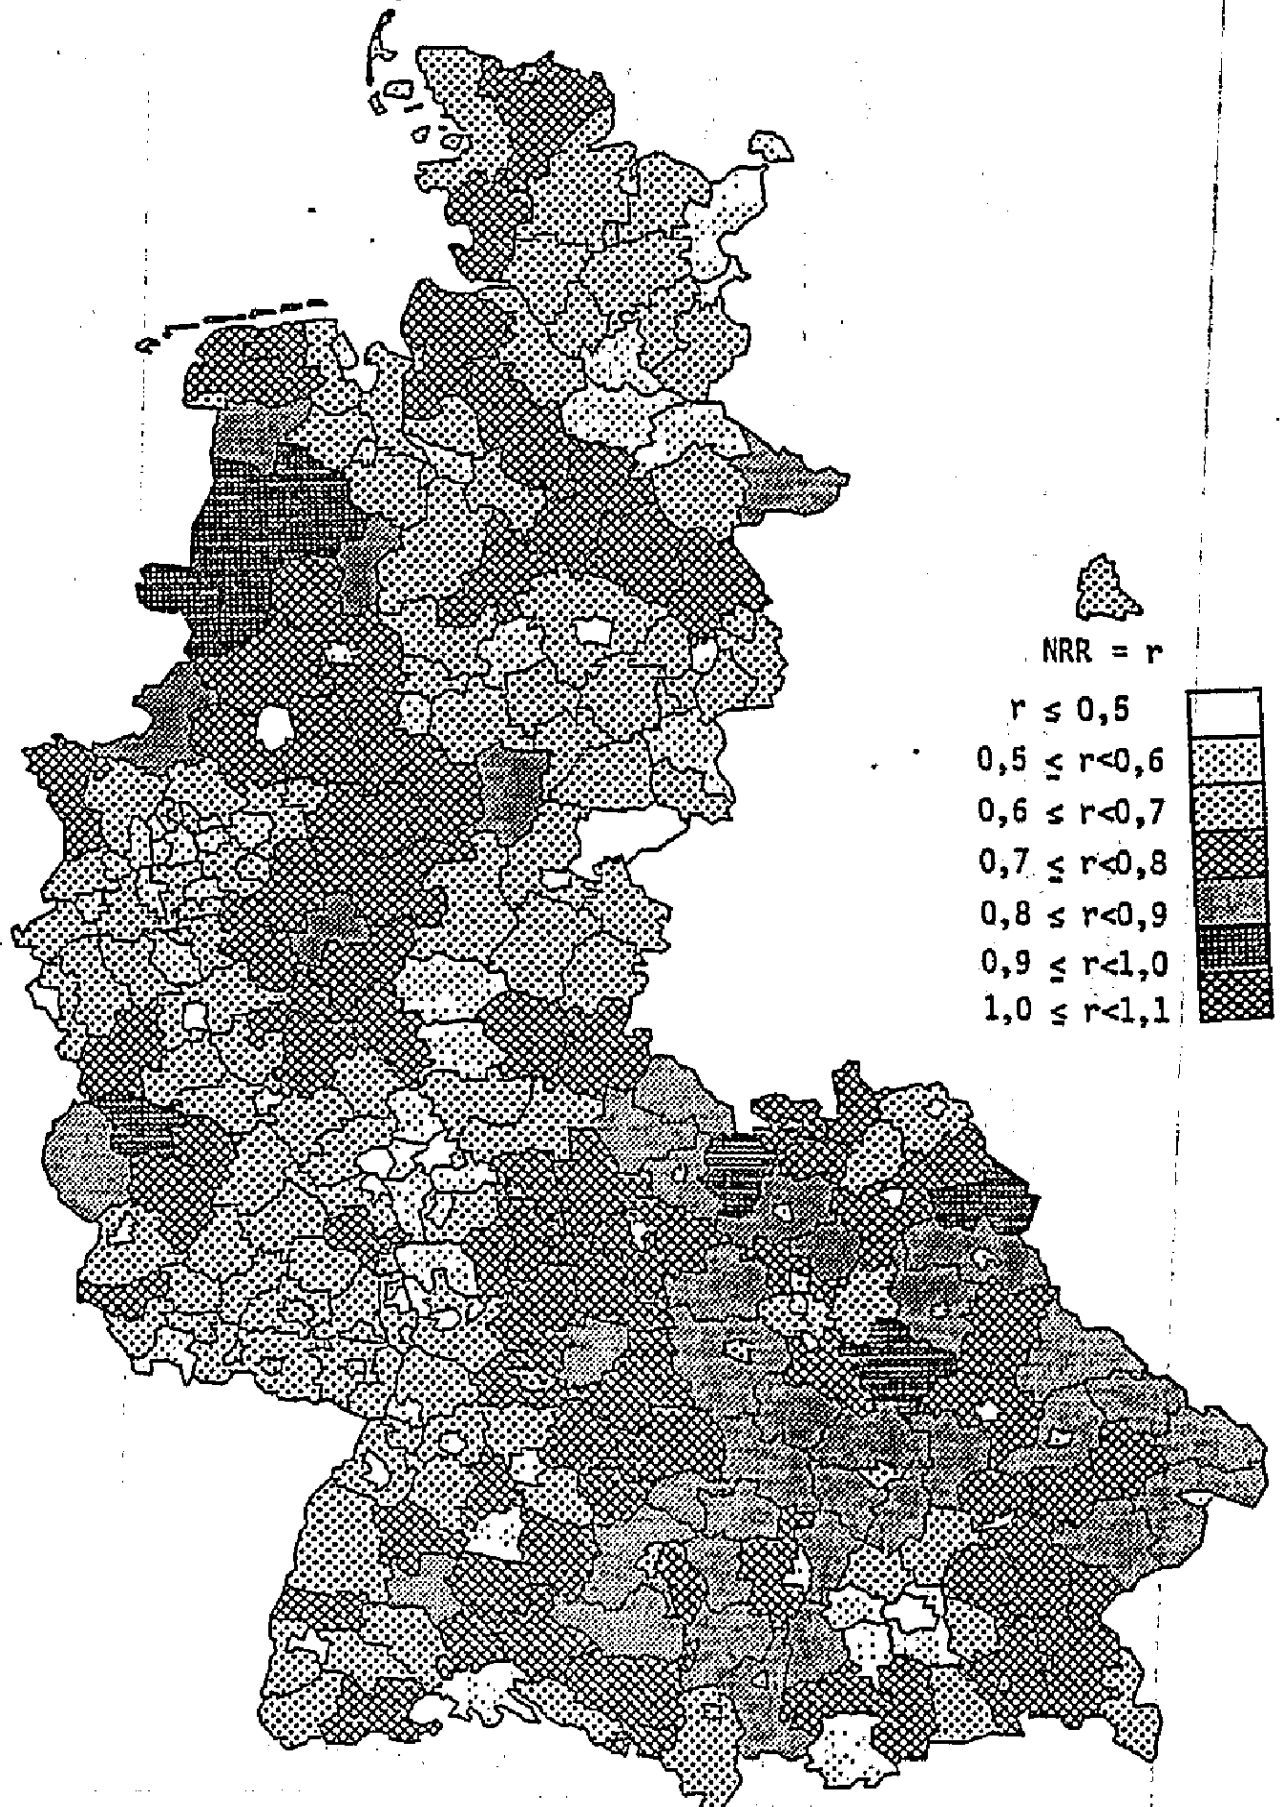 NRR = r
r ≤ 0,5
0,5 ≤ r<0,6
0,6 ≤ r<0,7
0,7 ≤ r<0,8
0,8 ≤ r<0,9
0,9 ≤ r<1,0
1,0 ≤ r<1,1